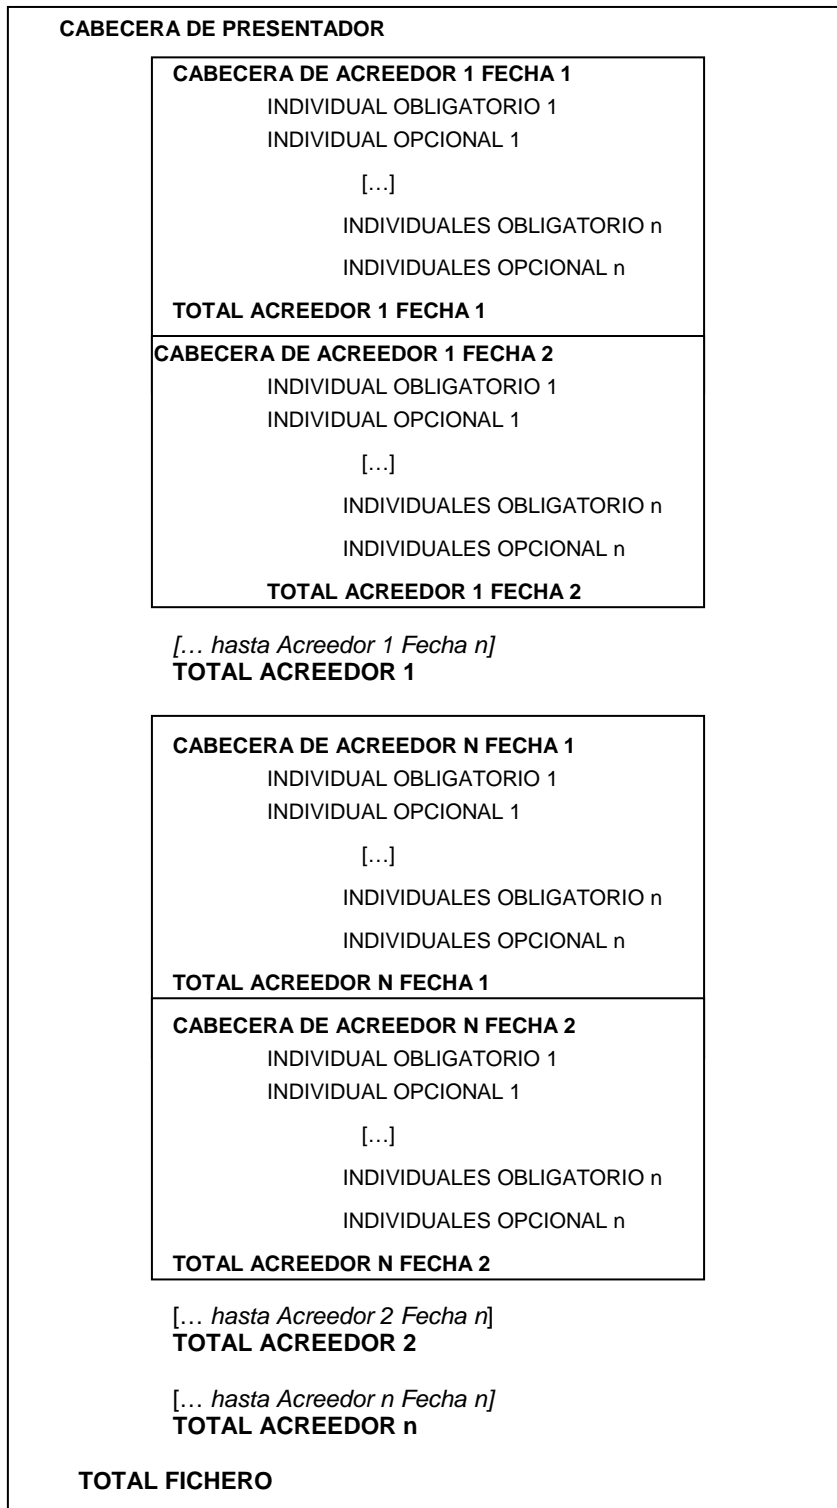 CABECERA DE PRESENTADOR
CABECERA DE ACREEDOR 1 FECHA 1
INDIVIDUAL OBLIGATORIO 1
INDIVIDUAL OPCIONAL 1
[…]
INDIVIDUALES OBLIGATORIO n
INDIVIDUALES OPCIONAL n
TOTAL ACREEDOR 1 FECHA 1
CABECERA DE ACREEDOR 1 FECHA 2
INDIVIDUAL OBLIGATORIO 1
INDIVIDUAL OPCIONAL 1
[…]
INDIVIDUALES OBLIGATORIO n
INDIVIDUALES OPCIONAL n
TOTAL ACREEDOR 1 FECHA 2
[… hasta Acreedor 1 Fecha n]
TOTAL ACREEDOR 1
CABECERA DE ACREEDOR N FECHA 1
INDIVIDUAL OBLIGATORIO 1
INDIVIDUAL OPCIONAL 1
[…]
INDIVIDUALES OBLIGATORIO n
INDIVIDUALES OPCIONAL n
TOTAL ACREEDOR N FECHA 1
CABECERA DE ACREEDOR N FECHA 2
INDIVIDUAL OBLIGATORIO 1
INDIVIDUAL OPCIONAL 1
[…]
INDIVIDUALES OBLIGATORIO n
INDIVIDUALES OPCIONAL n
TOTAL ACREEDOR N FECHA 2
[… hasta Acreedor 2 Fecha n]
TOTAL ACREEDOR 2
[… hasta Acreedor n Fecha n]
TOTAL ACREEDOR n
TOTAL FICHERO